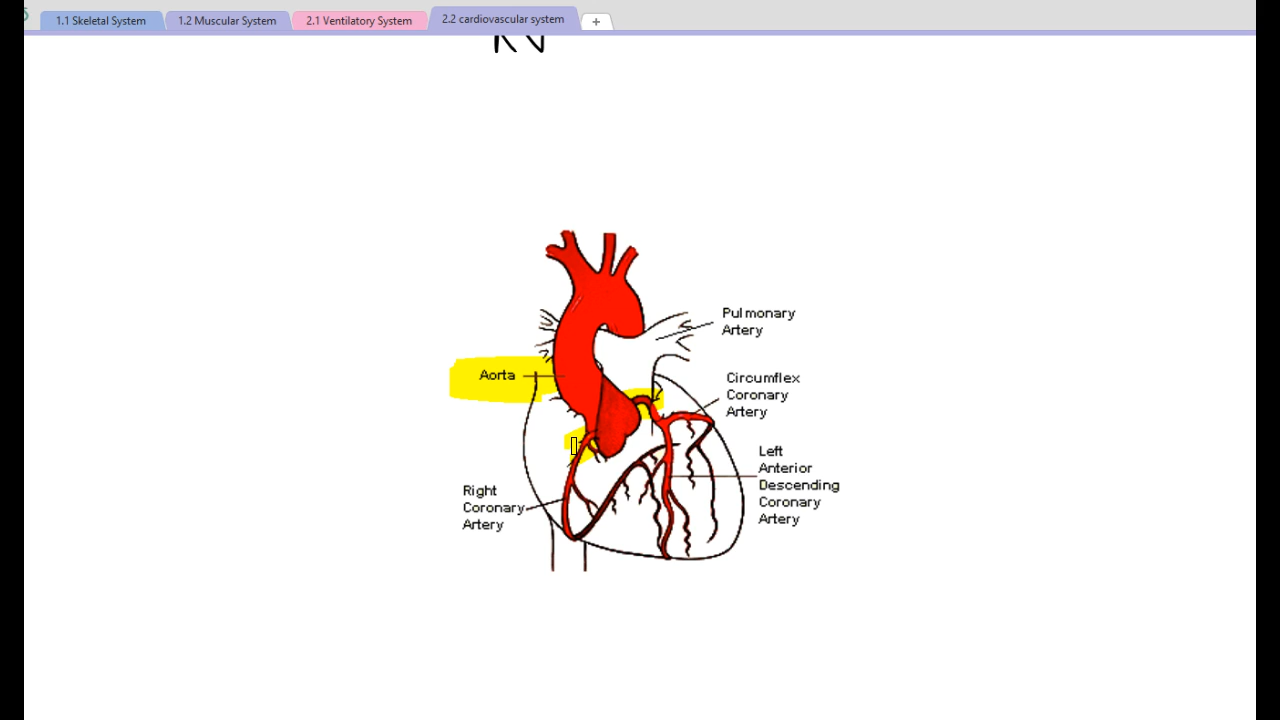 1.1 Skeletal System
1.2 Muscular System
2.1 Ventilatory System
2.2 cardiovascular system
+
Pulmonary
Artery
Aorta
Circumflex
Coronary
Artery
Left
Anterior
Descending
Coronary
Artery
Right
Coronary
Artery